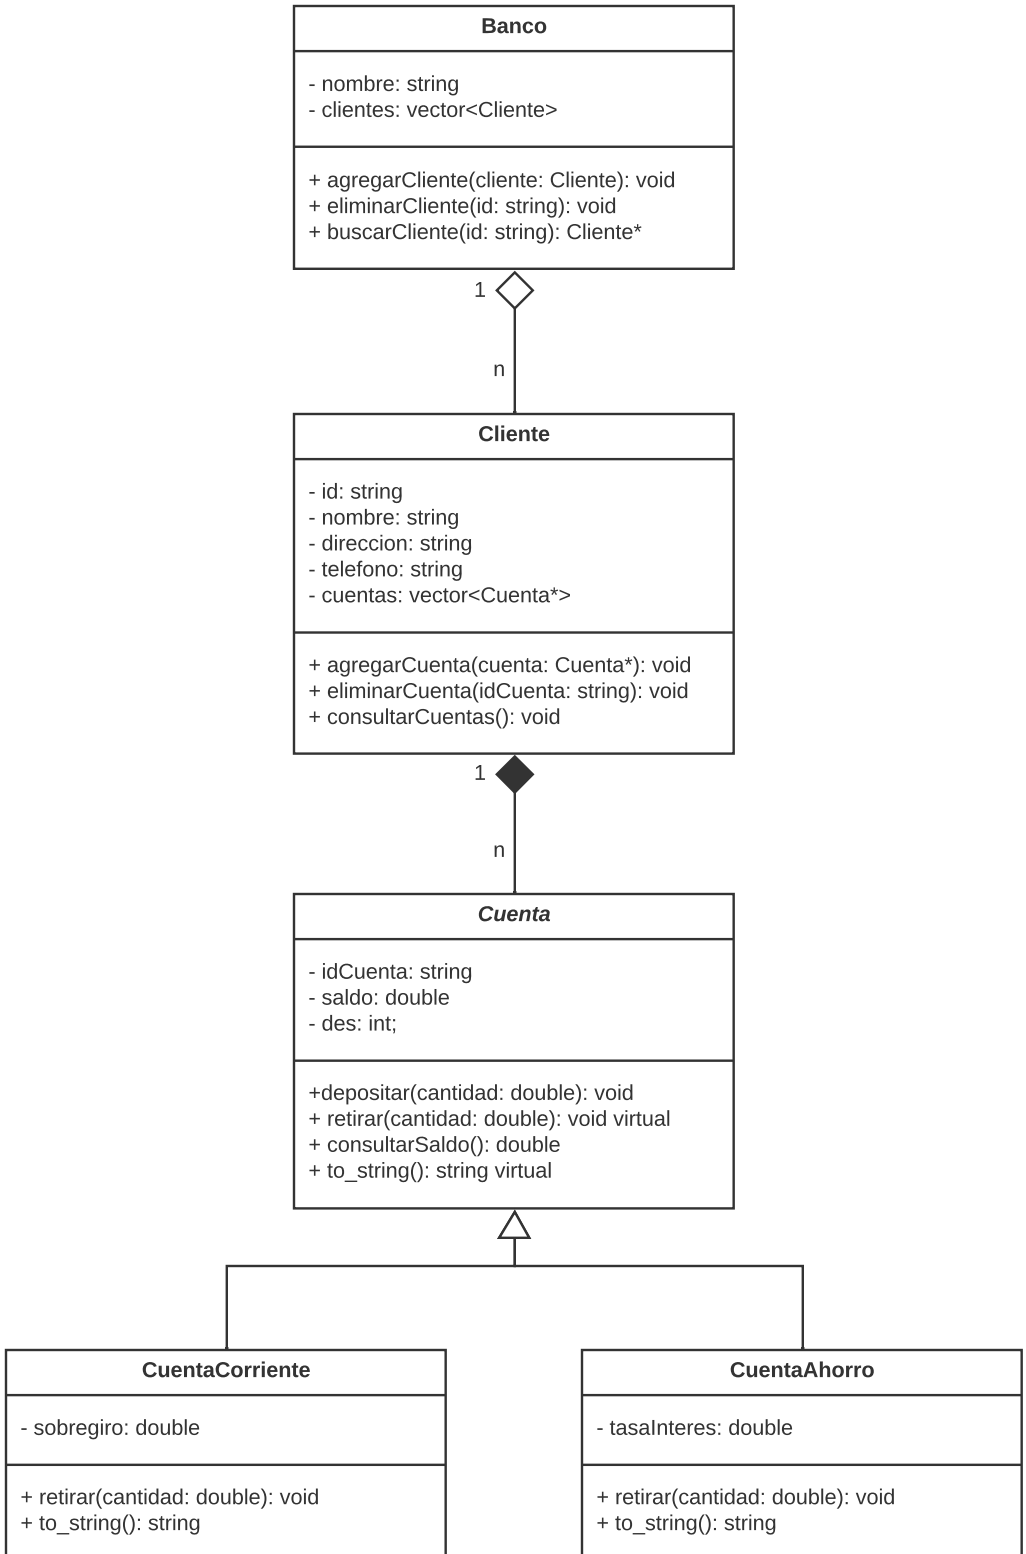 Banco
- nombre: string
- clientes: vector<Cliente>
+ agregarCliente(cliente: Cliente): void
+ eliminarCliente(id: string): void
+ buscarCliente(id: string): Cliente*
1
n
Cliente
- id: string
- nombre: string
- direccion: string
- telefono: string
- cuentas: vector<Cuenta*>
+ agregarCuenta(cuenta: Cuenta*): void
+ eliminarCuenta(idCuenta: string): void
+ consultarCuentas(): void
1
n
Cuenta
- idCuenta: string
- saldo: double
- des: int;
+depositar(cantidad: double): void
+ retirar(cantidad: double): void virtual
+ consultarSaldo(): double
+ to_string(): string virtual
CuentaCorriente
- sobregiro: double
+ retirar(cantidad: double): void
+ to_string(): string
CuentaAhorro
- tasaInteres: double
+ retirar(cantidad: double): void
+ to_string(): string